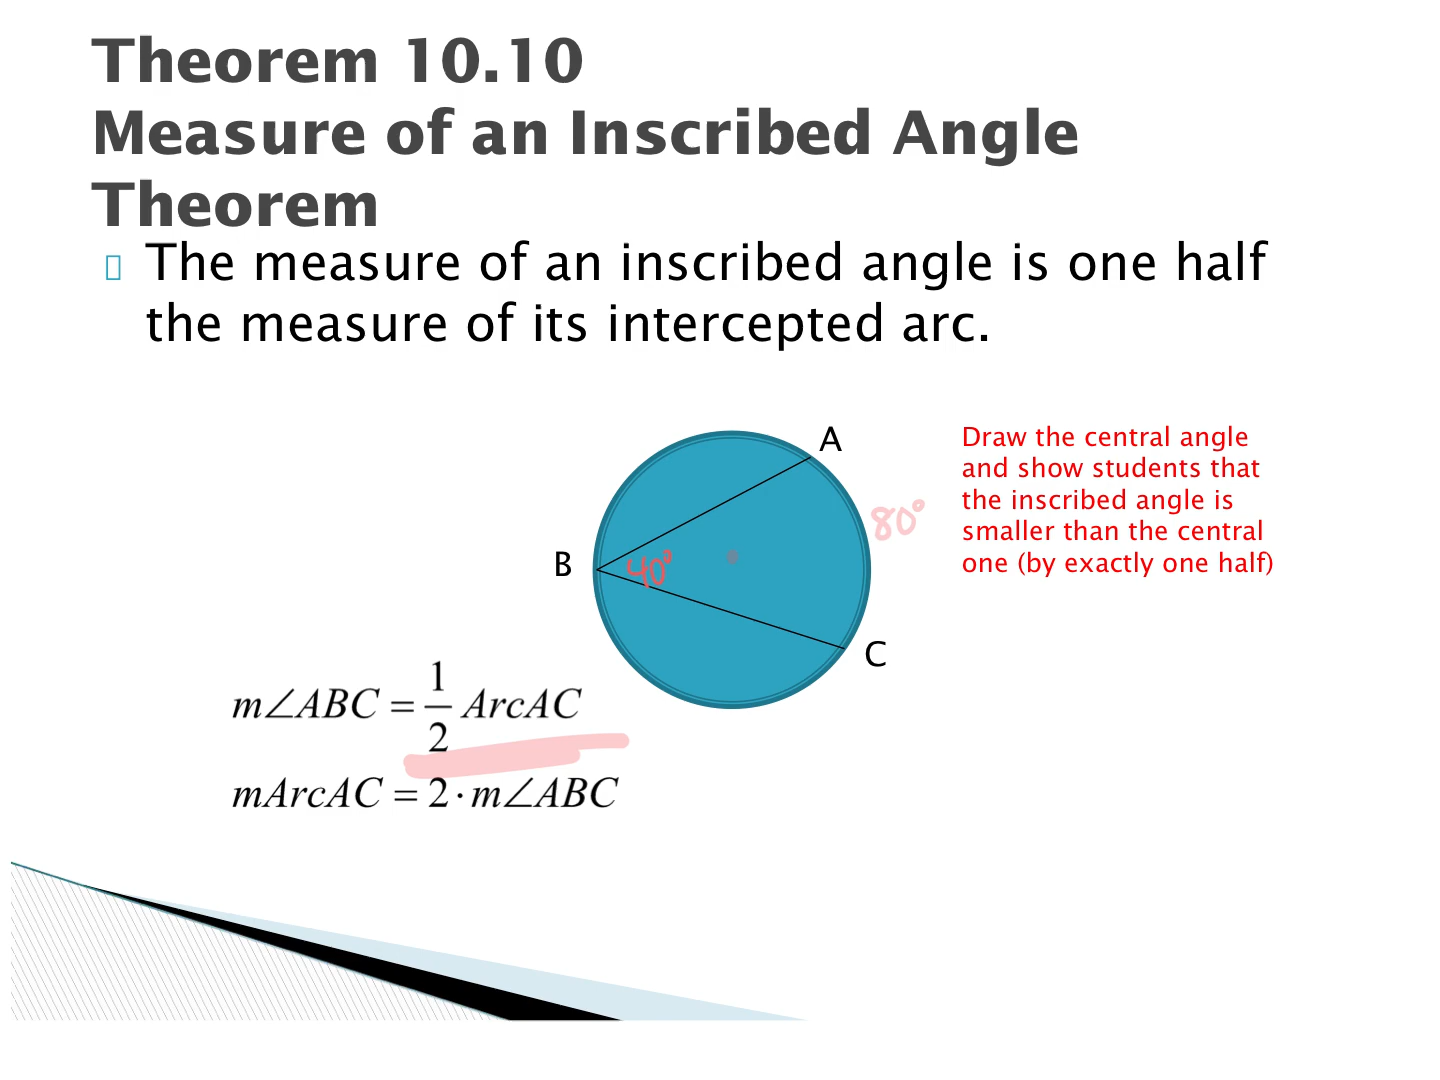 Theorem 10.10
Measure of an Inscribed Angle
Theorem
The measure of an inscribed angle is one half
the measure of its intercepted arc.
A
Draw the central angle
and show students that
the inscribed angle is
smaller than the central
one (by exactly one half)
80°
B
40°
C
m∠ABC = 1/2 ArcAC
mArcAC = 2·m∠ABC